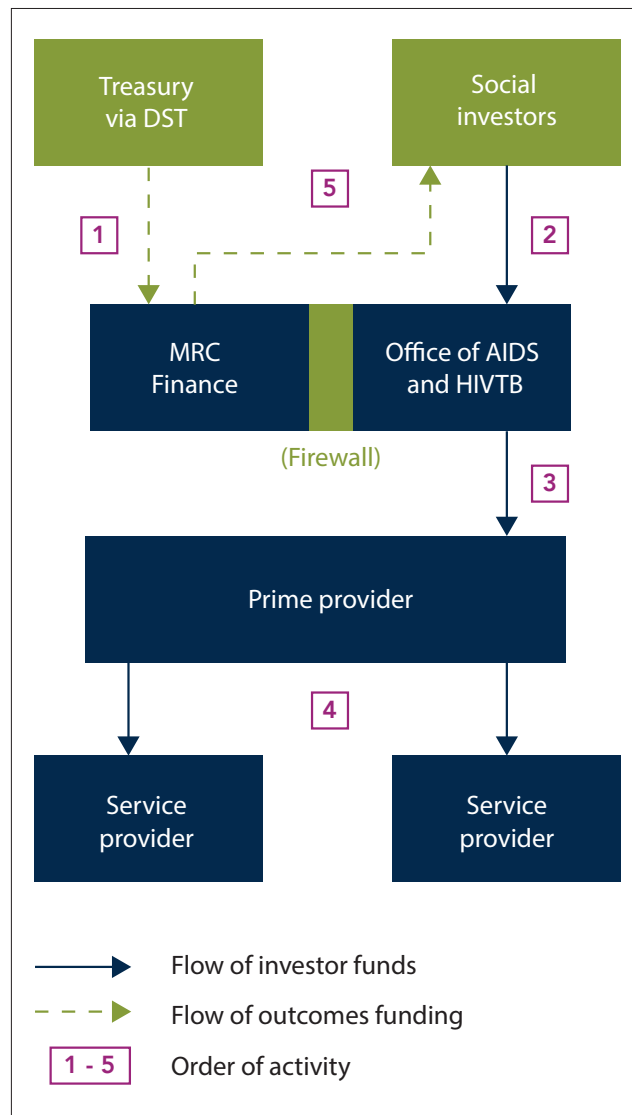 Treasury
via DST
Social
investors
5
1
2
MRC
Finance
Office of AIDS
and HIVTB
(Firewall)
3
Prime provider
4
Service
provider
Service
provider
Flow of investor funds
Flow of outcomes funding
1 - 5 Order of activity